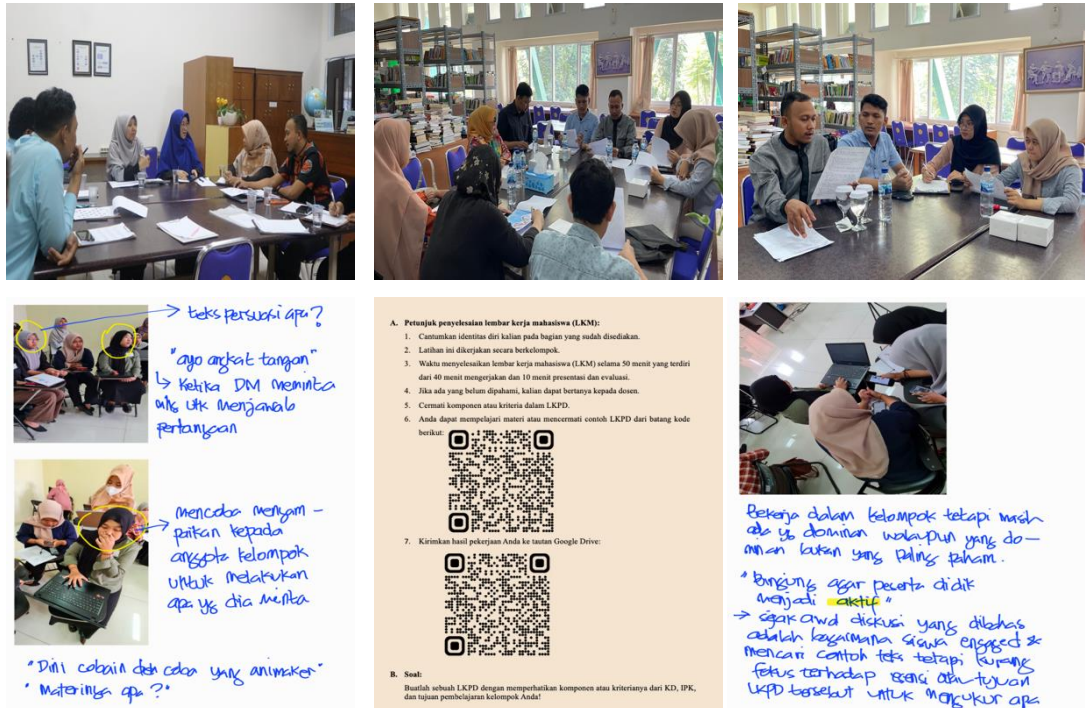 teks persuasi apa?
"ayo angkat tangan"
Ketika DM meminta
mhs utk menjawab
pertanyaan
mencoba menyam-
paikan kepada
anggota kelompok
untuk melakukan
apa yg dia minta
"Dini cobain deh coba yang animaker"
"materinya apa?"
A. Petunjuk penyelesaian lembar kerja mahasiswa (LKM):
1. Cantumkan identitas diri kalian pada bagian yang sudah disediakan.
2. Latihan ini dikerjakan secara berkelompok.
3. Waktu menyelesaikan lembar kerja mahasiswa (LKM) selama 50 menit yang terdiri
dari 40 menit mengerjakan dan 10 menit presentasi dan evaluasi.
4. Jika ada yang belum dipahami, kalian dapat bertanya kepada dosen.
5. Cermati komponen atau kriteria dalam LKPD.
6. Anda dapat mempelajari materi atau mencermati contoh LKPD dari batang kode
berikut:
7. Kirimkan hasil pekerjaan Anda ke tautan Google Drive:
B. Soal:
Buatlah sebuah LKPD dengan memperhatikan komponen atau kriterianya dari KD, IPK,
dan tujuan pembelajaran kelompok Anda!
Bekerja dalam kelompok tetapi masih
ada yg dominan walaupun yang do-
minan bukan yang paling paham.
"Bingung agar peserta didik
menjadi aktif"
sejak awal diskusi yang dibahas
adalah bagaimana siswa engaged &
mencari contoh teks tetapi kurang
fokus terhadap esensi atau tujuan
LKPD tersebut untuk mengukur apa